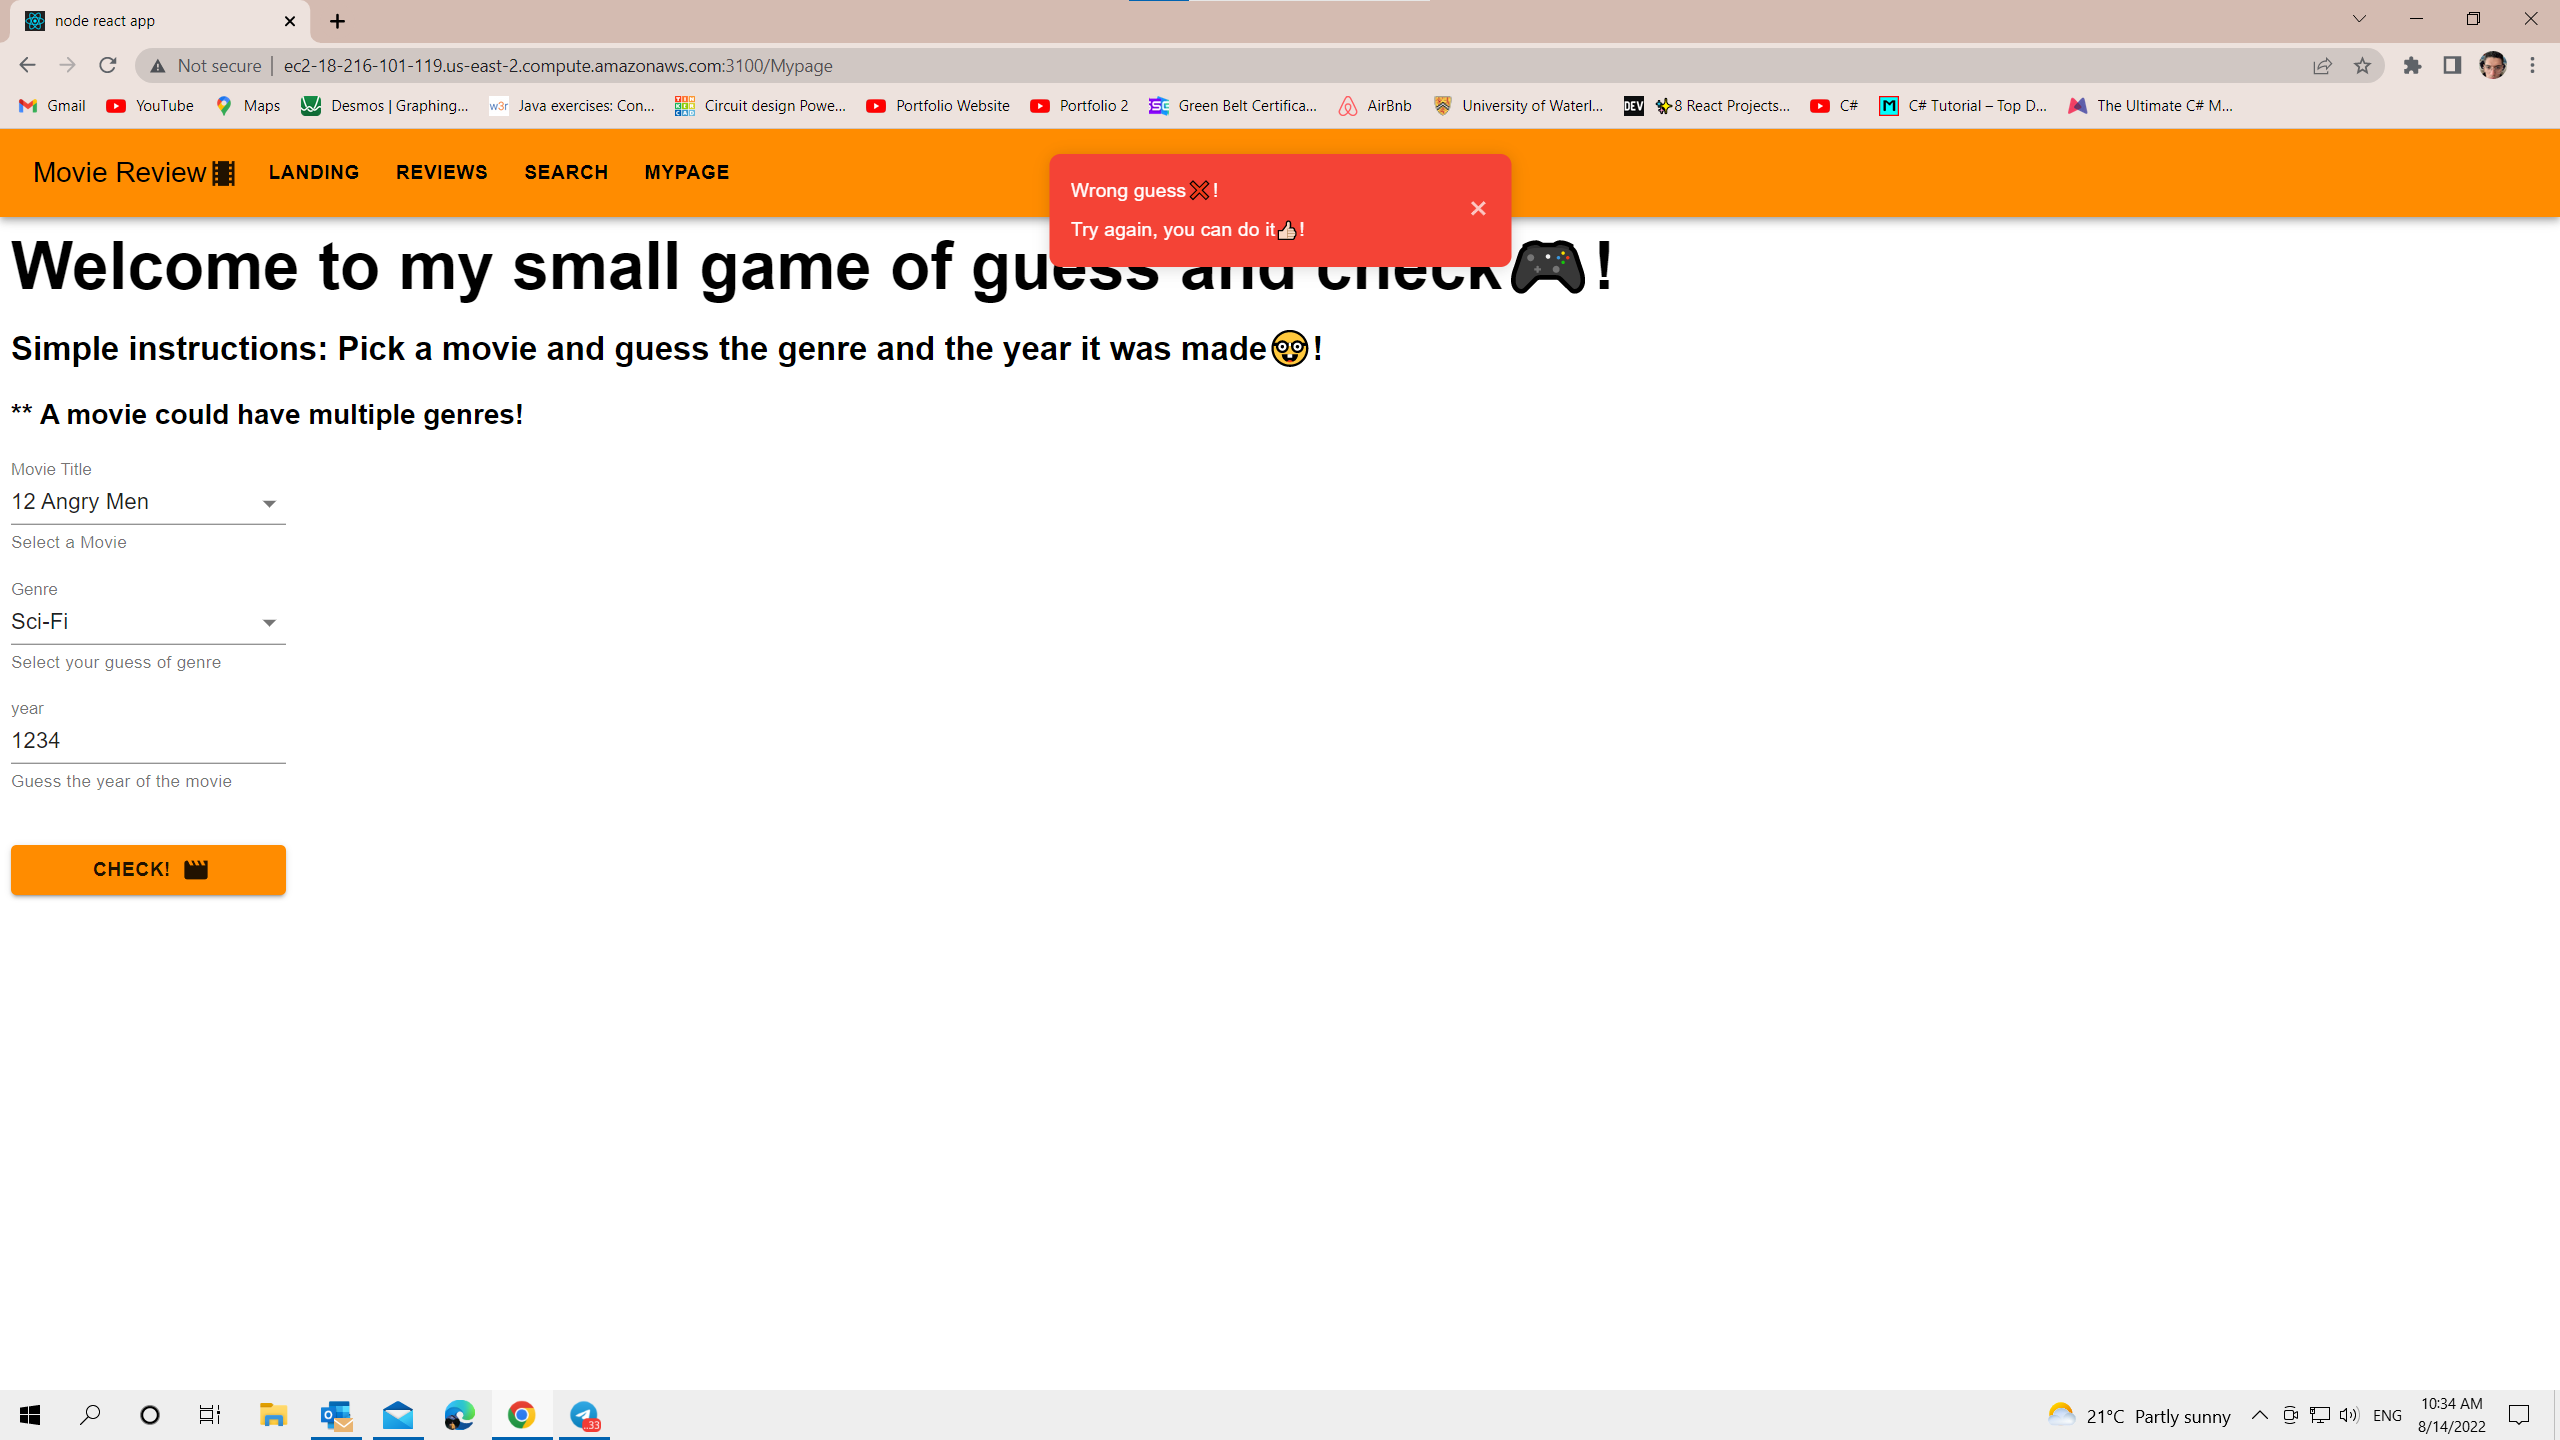 node react app
Not secure | ec2-18-216-101-119.us-east-2.compute.amazonaws.com:3100/Mypage
Gmail YouTube Maps Desmos | Graphing... w3r Java exercises: Con... Circuit design Powe... Portfolio Website Portfolio 2 Green Belt Certifica... AirBnb University of Waterl... DEV ✨8 React Projects... C# M C# Tutorial – Top D... The Ultimate C# M...
Movie Review🎞 LANDING REVIEWS SEARCH MYPAGE
Wrong guess❌!
Try again, you can do it👍🏻!
Welcome to my small game of guess and check🎮!
Simple instructions: Pick a movie and guess the genre and the year it was made🤓!
** A movie could have multiple genres!
Movie Title
12 Angry Men
Select a Movie
Genre
Sci-Fi
Select your guess of genre
year
1234
Guess the year of the movie
CHECK!
.33
21°C Partly sunny
ENG
10:34 AM
8/14/2022